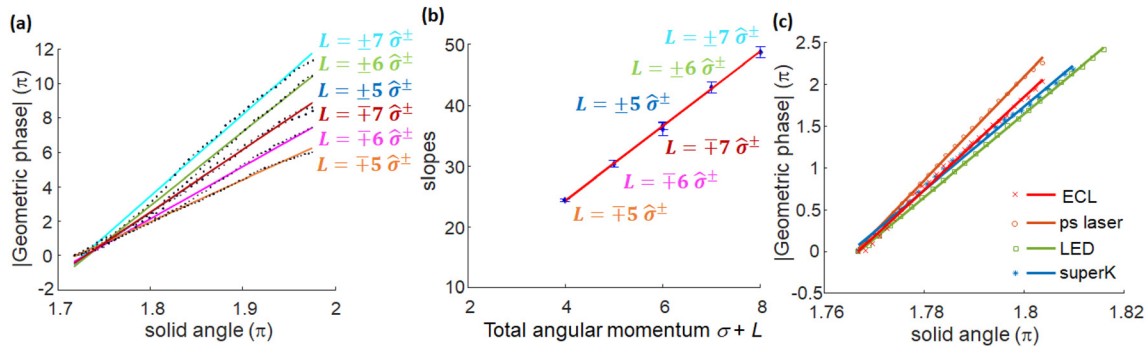 (a)
12
10
8
6
4
2
0
-2
1.7
1.8
1.9
2
|Geometric phase| (π)
solid angle (π)
L = ±7 σ̂±
L = ±6 σ̂±
L = ±5 σ̂±
L = ∓7 σ̂±
L = ∓6 σ̂±
L = ∓5 σ̂±
(b)
50
40
30
20
10
2
4
6
8
slopes
Total angular momentum σ + L
L = ±7 σ̂±
L = ±6 σ̂±
L = ±5 σ̂±
L = ∓7 σ̂±
L = ∓6 σ̂±
L = ∓5 σ̂±
(c)
2.5
2.0
1.5
1.0
0.5
0
-0.5
1.76
1.78
1.8
1.82
|Geometric phase| (π)
solid angle (π)
ECL
ps laser
LED
superK